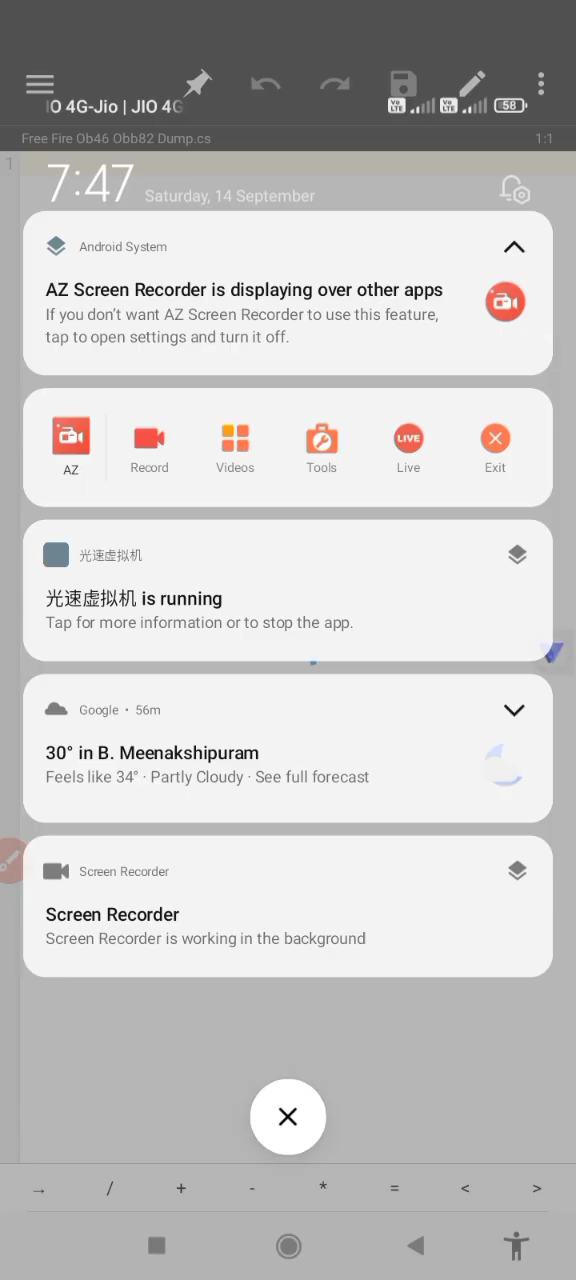 IO 4G-Jio | JIO 4G
Vo LTE
Vo LTE
58
Free Fire Ob46 Obb82 Dump.cs
1:1
1
7:47
Saturday, 14 September
Android System
AZ Screen Recorder is displaying over other apps
If you don't want AZ Screen Recorder to use this feature,
tap to open settings and turn it off.
LIVE
AZ Record Videos Tools Live Exit
光速虚拟机
光速虚拟机 is running
Tap for more information or to stop the app.
Google • 56m
30° in B. Meenakshipuram
Feels like 34° · Partly Cloudy · See full forecast
Screen Recorder
Screen Recorder
Screen Recorder is working in the background
→ / + - * = < >